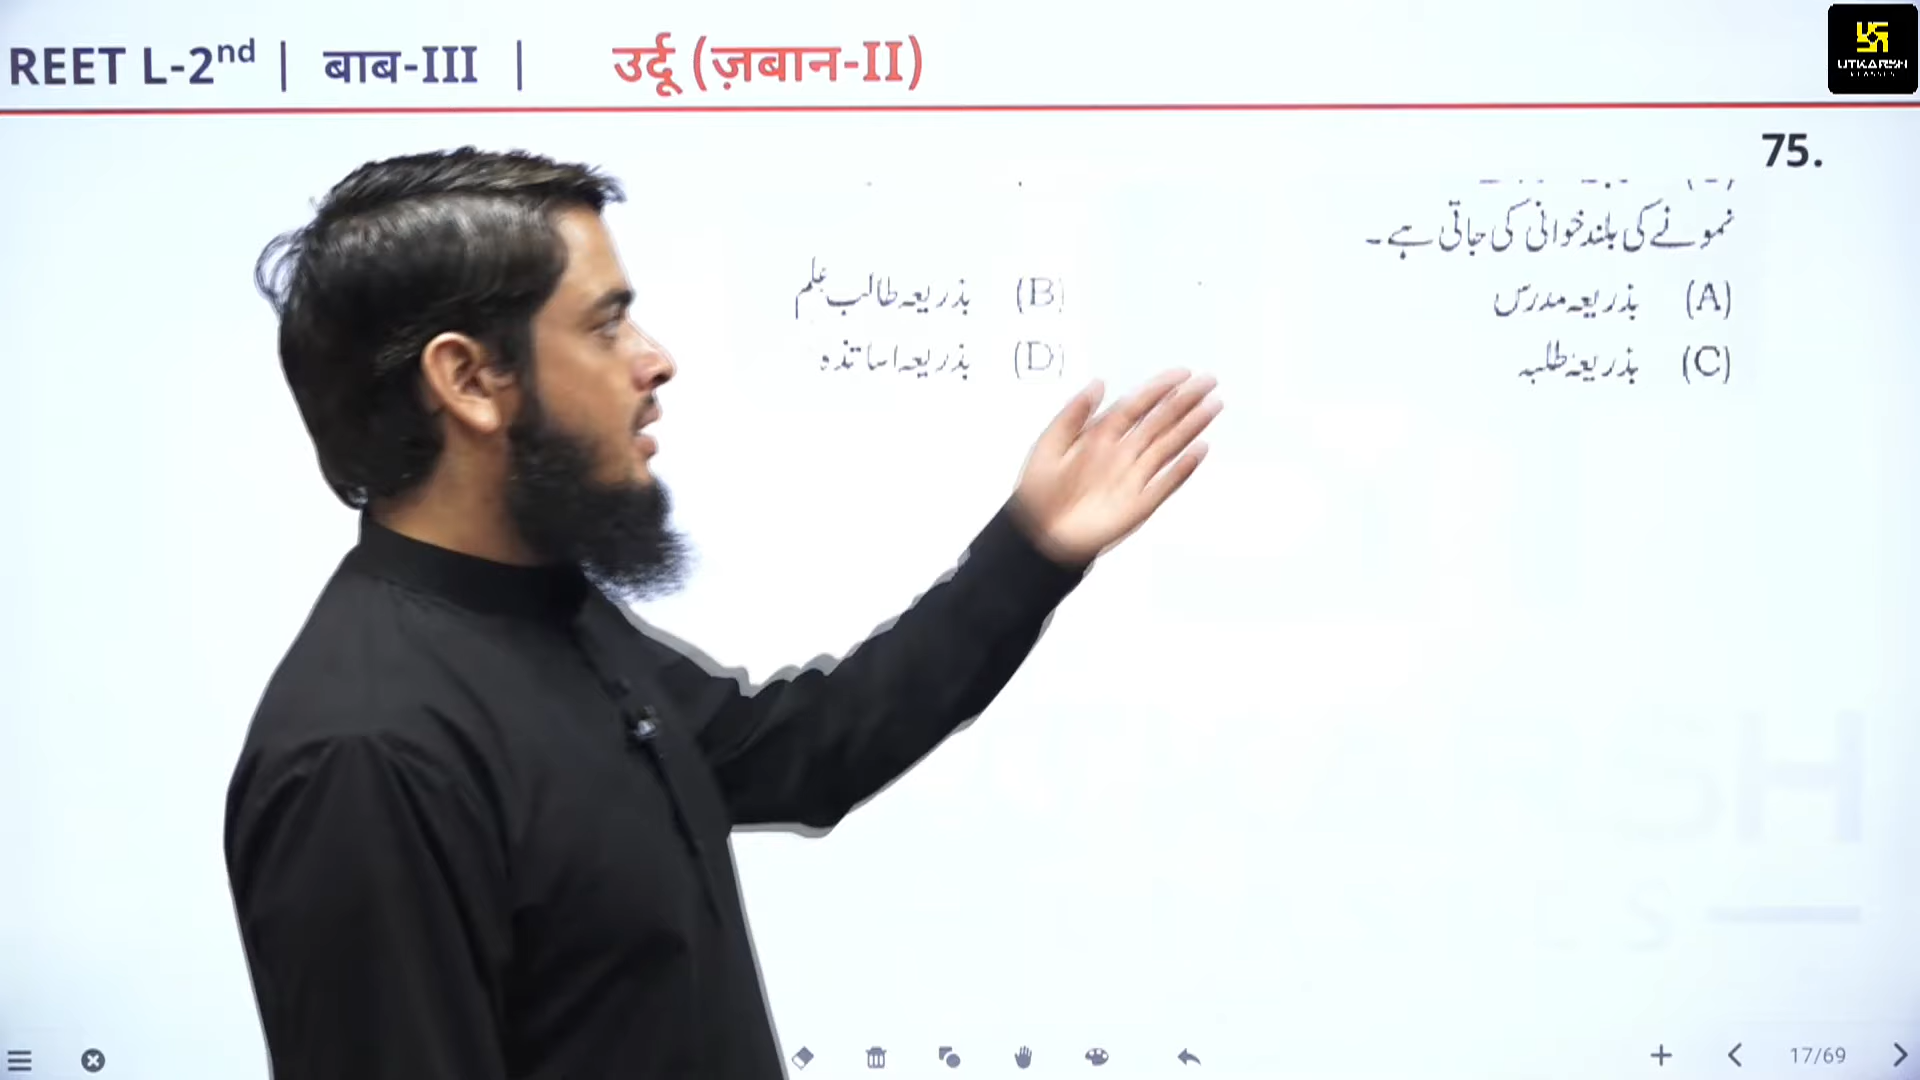 REET L-2nd | बाब-III | उर्दू (ज़बान-II)
UTKARSH
CLASSES
75.
نمونے کی بلند خوانی کی جاتی ہے۔
(A) بذریعہ مدرس
(B) بذریعہ طالب علم
(C) بذریعہ طلبہ
(D) بذریعہ اساتذہ
17/69